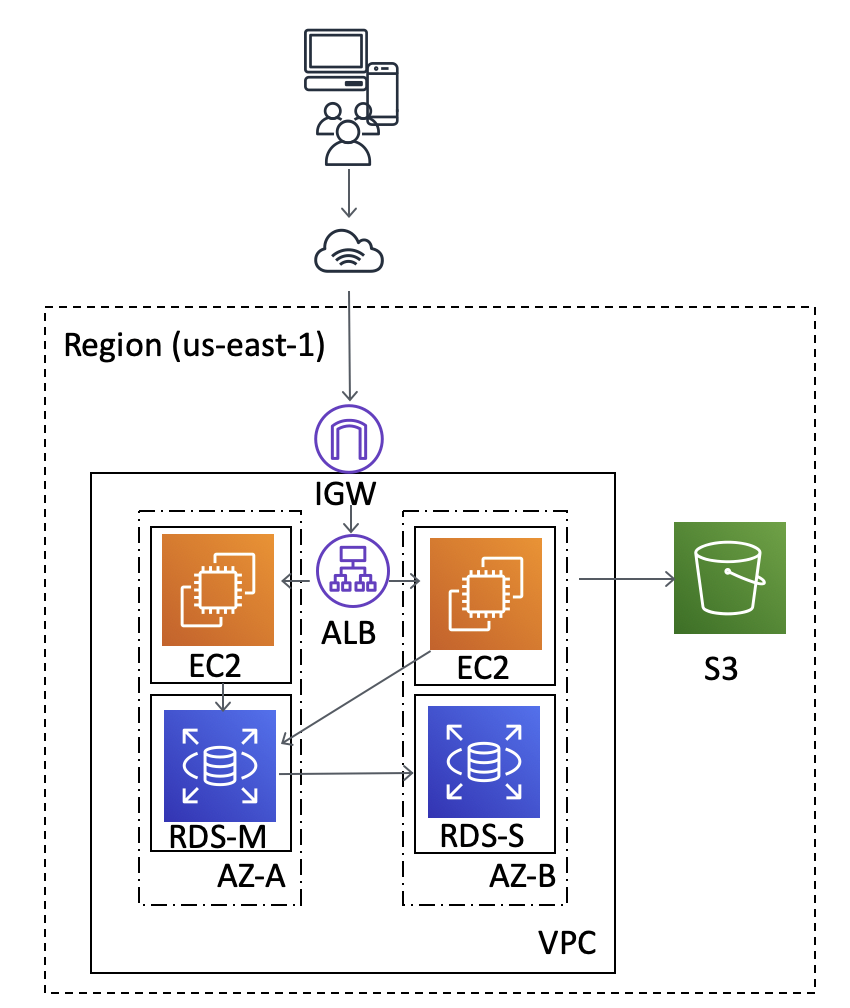 Region (us-east-1)
IGW
ALB
EC2
EC2
S3
RDS-M
RDS-S
AZ-A
AZ-B
VPC